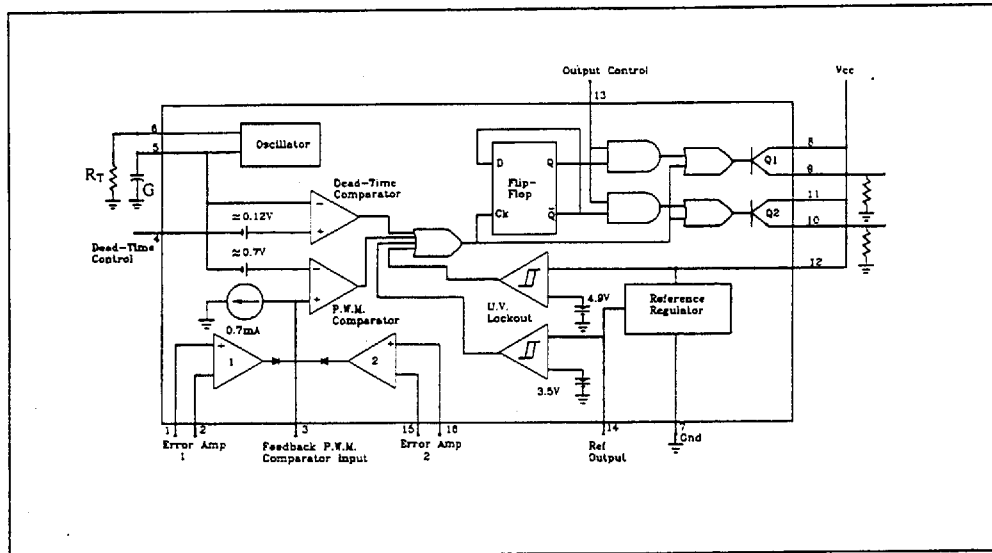 Output Control
Vcc
13
6
Oscillator
5
R_T
G
D
Q
Flip-
Flop
Ck
Q̅
8
Q1
9
11
Q2
10
12
Dead-Time
Comparator
≈0.12V
4
Dead-Time
Control
≈0.7V
P.W.M.
Comparator
0.7mA
U.V.
Lockout
4.9V
Reference
Regulator
3.5V
1
2
1
2
Error Amp
1
3
Feedback P.W.M.
Comparator Input
15
16
Error Amp
2
14
Ref
Output
7
Gnd